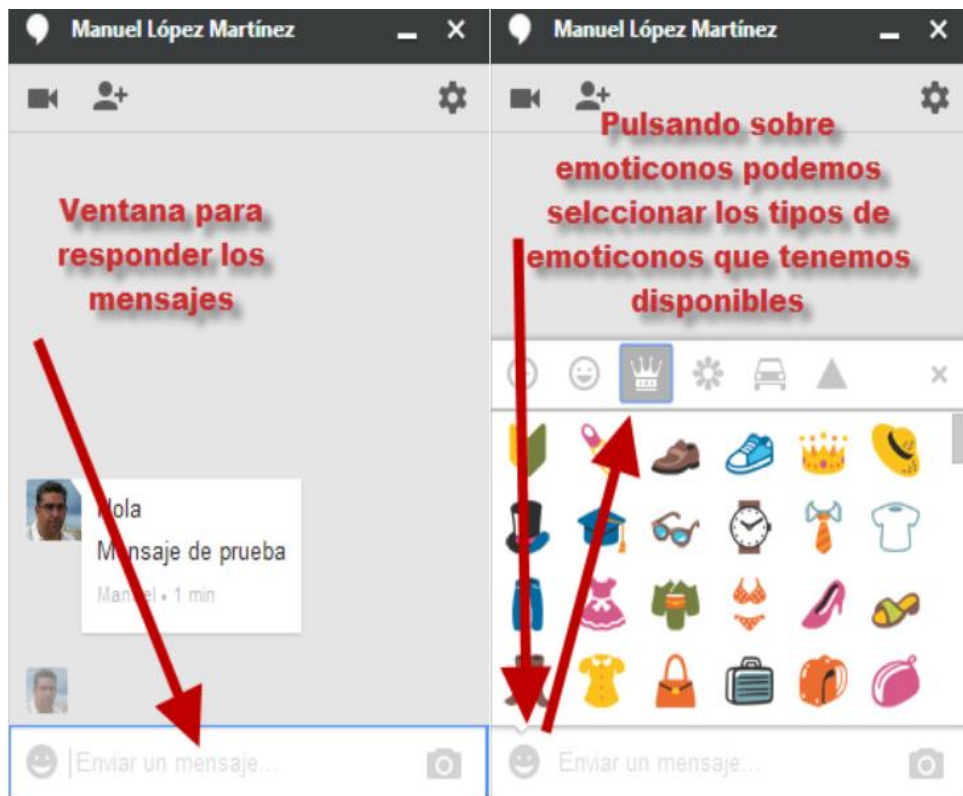 Manuel López Martínez
Ventana para
responder los
mensajes
Hola
Mensaje de prueba
Manuel • 1 min
Enviar un mensaje...
Manuel López Martínez
Pulsando sobre
emoticonos podemos
selccionar los tipos de
emoticonos que tenemos
disponibles
Enviar un mensaje...